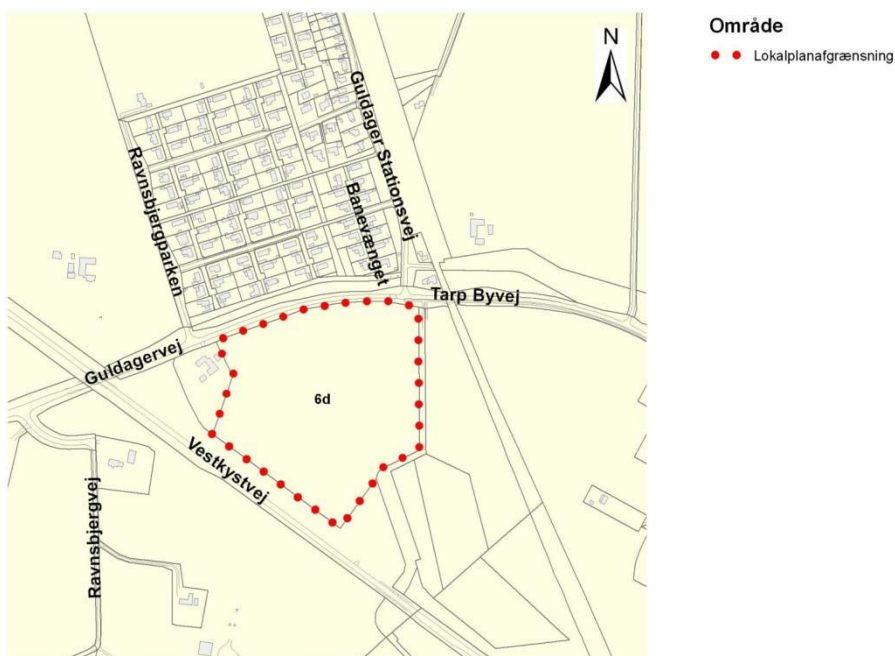 Område
Lokalplanafgrænsning
N
Guldager Stationsvej
Ravnsbjergparken
Banevænget
Tarp Byvej
Guldagervej
6d
Vestkystvej
Ravnsbjergvej